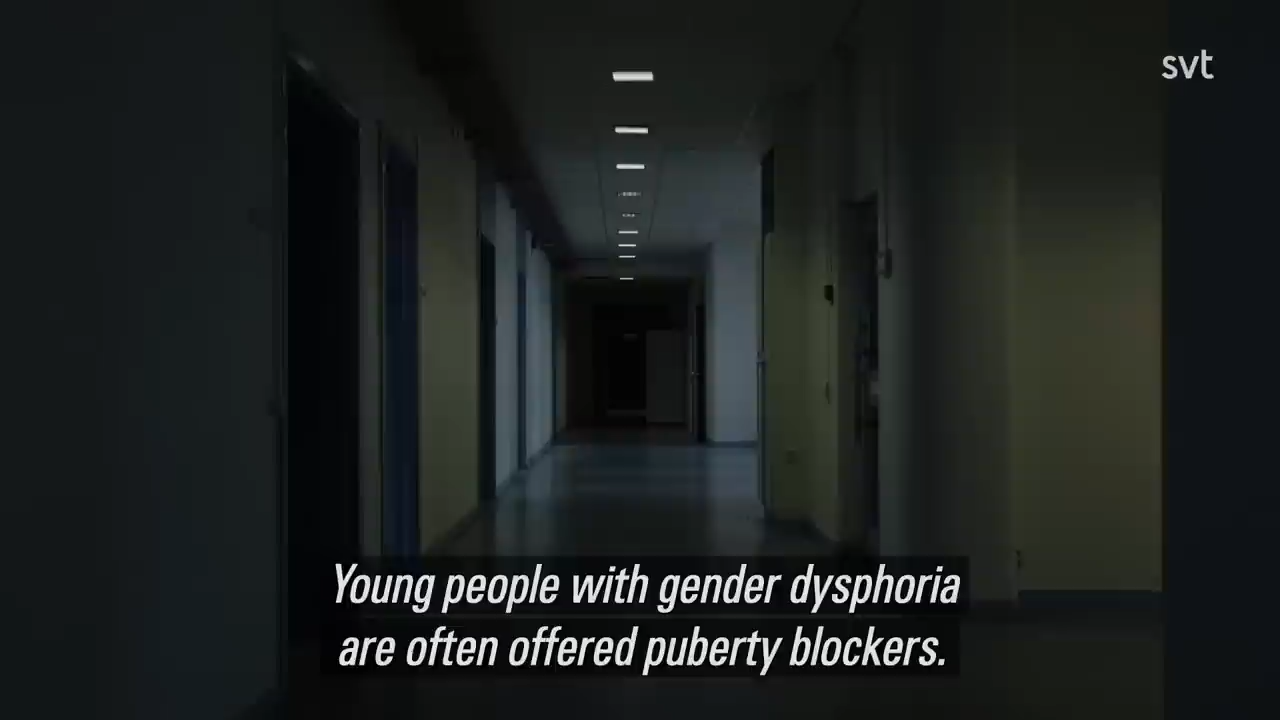 svt
Young people with gender dysphoria
are often offered puberty blockers.